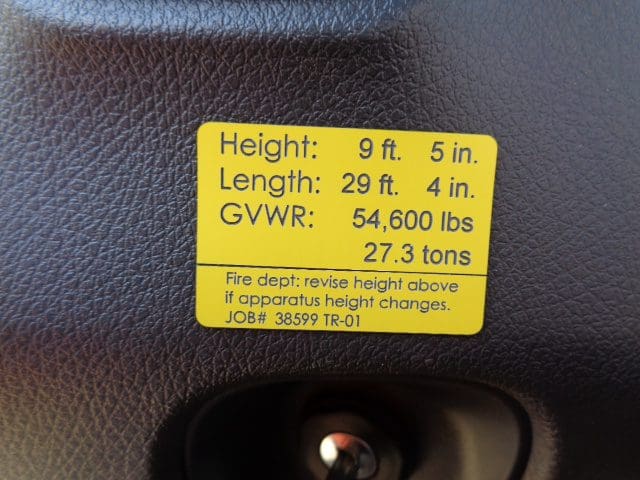 Height: 9 ft. 5 in.
Length: 29 ft. 4 in.
GVWR: 54,600 lbs
27.3 tons
Fire dept: revise height above
if apparatus height changes.
JOB# 38599 TR-01